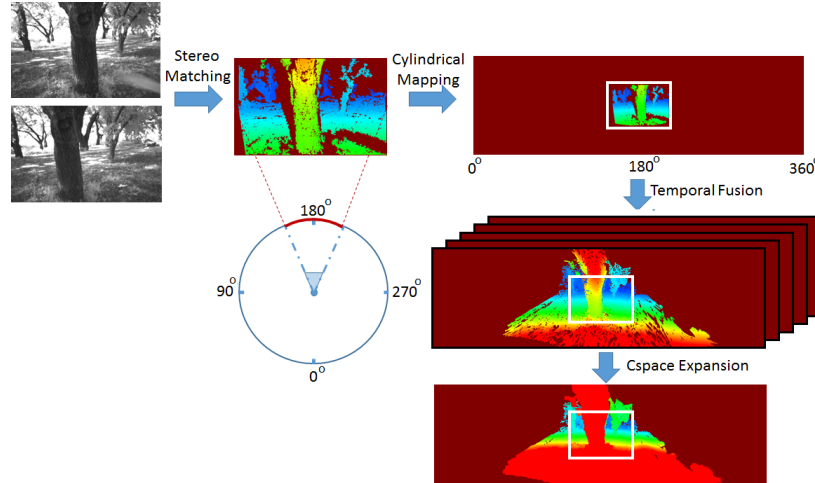 Stereo
Matching
Cylindrical
Mapping
0°
180°
360°
Temporal Fusion
180°
90°
270°
0°
Cspace Expansion